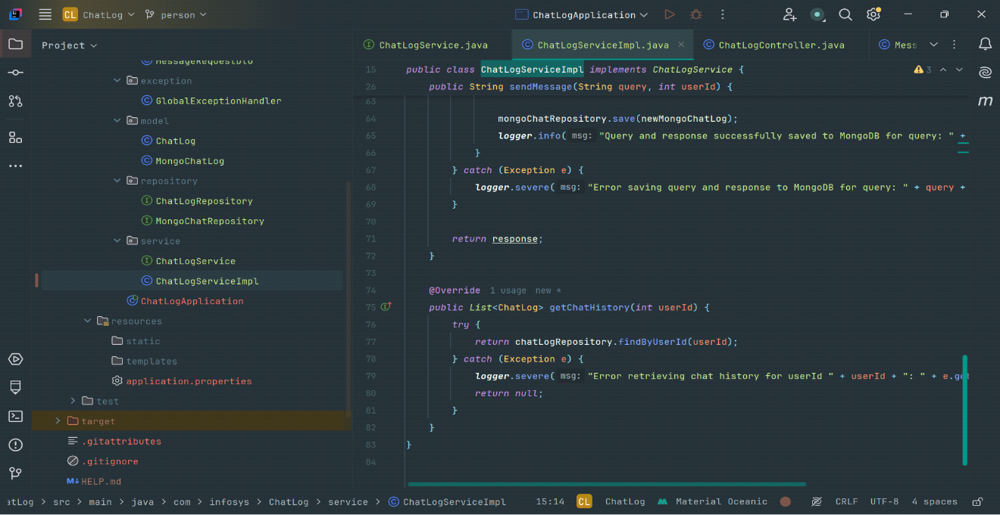 CL ChatLog person ChatLogApplication
Project
ChatLogService.java ChatLogServiceImpl.java ChatLogController.java Mess
MessageRequestDto
exception
GlobalExceptionHandler
model
ChatLog
MongoChatLog
repository
ChatLogRepository
MongoChatRepository
service
ChatLogService
ChatLogServiceImpl
ChatLogApplication
resources
static
templates
application.properties
test
target
.gitattributes
.gitignore
M↓ HELP.md
15 public class ChatLogServiceImpl implements ChatLogService { 3
26 public String sendMessage(String query, int userId) {
63
64 mongoChatRepository.save(newMongoChatLog);
65 logger.info( msg: "Query and response successfully saved to MongoDB for query: " +
66 }
67 } catch (Exception e) {
68 logger.severe( msg: "Error saving query and response to MongoDB for query: " + query +
69 }
70
71 return response;
72 }
73
74 @Override 1 usage new *
75 public List<ChatLog> getChatHistory(int userId) {
76 try {
77 return chatLogRepository.findByUserId(userId);
78 } catch (Exception e) {
79 logger.severe( msg: "Error retrieving chat history for userId " + userId + ": " + e.get
80 return null;
81 }
82 }
83 }
84
m
atLog > src > main > java > com > infosys > ChatLog > service > ChatLogServiceImpl 15:14 CL ChatLog Material Oceanic CRLF UTF-8 4 spaces